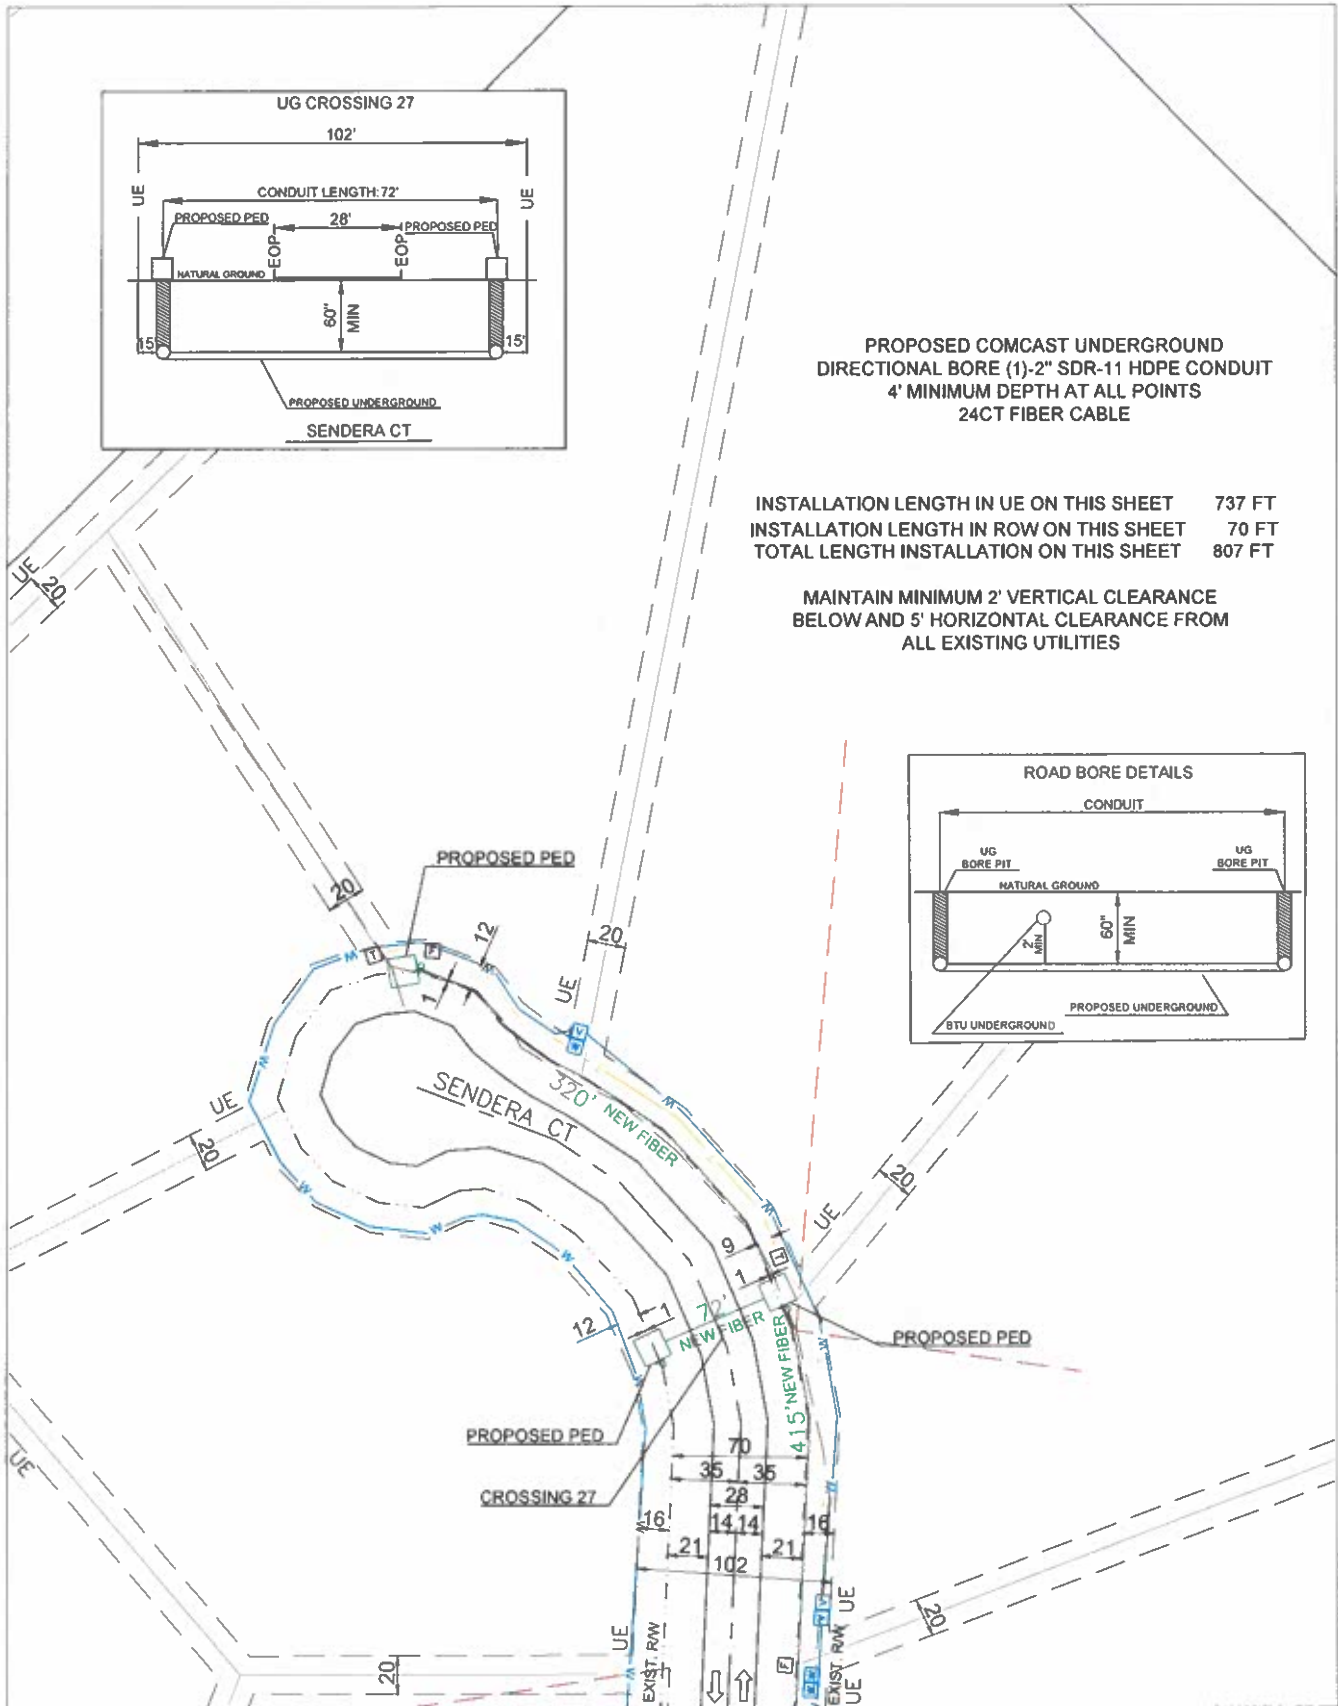 UG CROSSING 27
102'
UE
UE
CONDUIT LENGTH: 72'
PROPOSED PED
28'
PROPOSED PED
EOP
EOP
NATURAL GROUND
60"
MIN
15'
15'
PROPOSED UNDERGROUND
SENDERA CT
PROPOSED COMCAST UNDERGROUND
DIRECTIONAL BORE (1)-2" SDR-11 HDPE CONDUIT
4' MINIMUM DEPTH AT ALL POINTS
24CT FIBER CABLE
INSTALLATION LENGTH IN UE ON THIS SHEET 737 FT
INSTALLATION LENGTH IN ROW ON THIS SHEET 70 FT
TOTAL LENGTH INSTALLATION ON THIS SHEET 807 FT
MAINTAIN MINIMUM 2' VERTICAL CLEARANCE
BELOW AND 5' HORIZONTAL CLEARANCE FROM
ALL EXISTING UTILITIES
UE
20
ROAD BORE DETAILS
CONDUIT
UG
BORE PIT
UG
BORE PIT
NATURAL GROUND
2'
MIN
60"
MIN
PROPOSED UNDERGROUND
BTU UNDERGROUND
PROPOSED PED
20
12
20
W
T
F
W
1
UE
V
SENDERA CT
320' NEW FIBER
W
W
UE
20
W
W
W
W
20
UE
9
T
1
72'
NEW FIBER
1
12
PROPOSED PED
W
W
415' NEW FIBER
PROPOSED PED
CROSSING 27
70
35
35
28
W
16
14
14
16
W
21
21
102
UE
UE
20
20
EXIST. R/W
EXIST. R/W
F
UE
UE
W